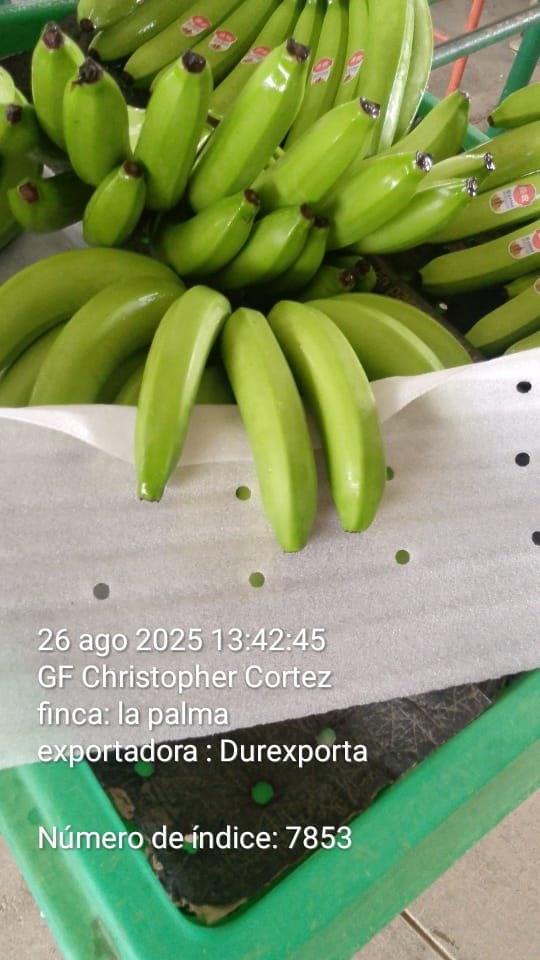 26 ago 2025 13:42:45
GF Christopher Cortez
finca: la palma
exportadora : Durexporta
Número de índice: 7853